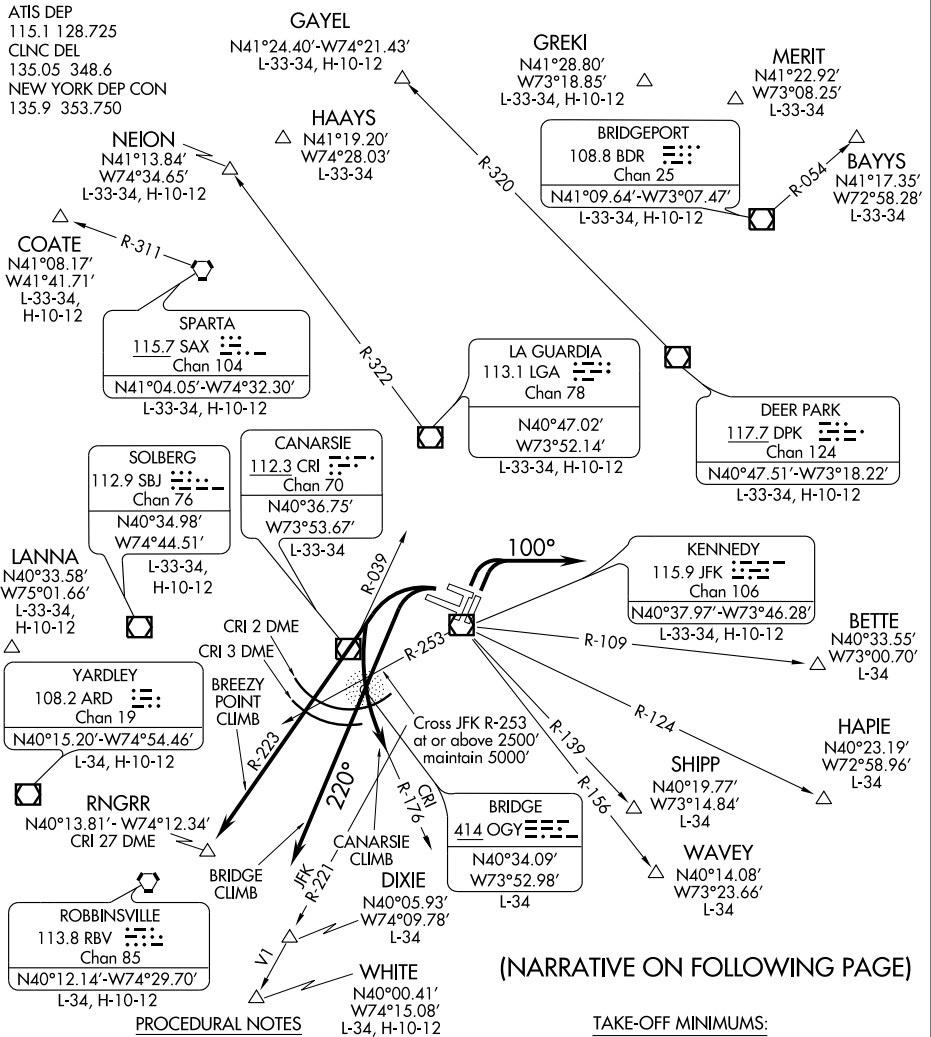 ATIS DEP
115.1 128.725
CLNC DEL
135.05 348.6
NEW YORK DEP CON
135.9 353.750
GAYEL
N41°24.40′-W74°21.43′
L-33-34, H-10-12
GREKI
N41°28.80′
W73°18.85′
L-33-34, H-10-12
MERIT
N41°22.92′
W73°08.25′
L-33-34
HAAYS
N41°19.20′
W74°28.03′
L-33-34
NEION
N41°13.84′
W74°34.65′
L-33-34, H-10-12
BRIDGEPORT
108.8 BDR
Chan 25
N41°09.64′-W73°07.47′
L-33-34, H-10-12
R-054
BAYYS
N41°17.35′
W72°58.28′
L-33-34
R-320
COATE
N41°08.17′
W41°41.71′
L-33-34,
H-10-12
R-311
SPARTA
115.7 SAX
Chan 104
N41°04.05′-W74°32.30′
L-33-34, H-10-12
R-322
LA GUARDIA
113.1 LGA
Chan 78
N40°47.02′
W73°52.14′
L-33-34, H-10-12
DEER PARK
117.7 DPK
Chan 124
N40°47.51′-W73°18.22′
L-33-34, H-10-12
SOLBERG
112.9 SBJ
Chan 76
N40°34.98′
W74°44.51′
L-33-34,
H-10-12
CANARSIE
112.3 CRI
Chan 70
N40°36.75′
W73°53.67′
L-33-34
R-039
100°
KENNEDY
115.9 JFK
Chan 106
N40°37.97′-W73°46.28′
L-33-34, H-10-12
LANNA
N40°33.58′
W75°01.66′
L-33-34,
H-10-12
CRI 2 DME
CRI 3 DME
R-253
R-109
BETTE
N40°33.55′
W73°00.70′
L-34
YARDLEY
108.2 ARD
Chan 19
N40°15.20′-W74°54.46′
L-34, H-10-12
BREEZY
POINT
CLIMB
R-223
Cross JFK R-253
at or above 2500′
maintain 5000′
R-139
R-124
R-156
HAPIE
N40°23.19′
W72°58.96′
L-34
SHIPP
N40°19.77′
W73°14.84′
L-34
RNGRR
N40°13.81′- W74°12.34′
CRI 27 DME
220°
CRI
R-176
BRIDGE
414 OGY
N40°34.09′
W73°52.98′
L-34
WAVEY
N40°14.08′
W73°23.66′
L-34
BRIDGE
CLIMB
CANARSIE
CLIMB
JFK
R-221
DIXIE
N40°05.93′
W74°09.78′
L-34
ROBBINSVILLE
113.8 RBV
Chan 85
N40°12.14′-W74°29.70′
L-34, H-10-12
V1
WHITE
N40°00.41′
W74°15.08′
L-34, H-10-12
(NARRATIVE ON FOLLOWING PAGE)
PROCEDURAL NOTES
TAKE-OFF MINIMUMS: